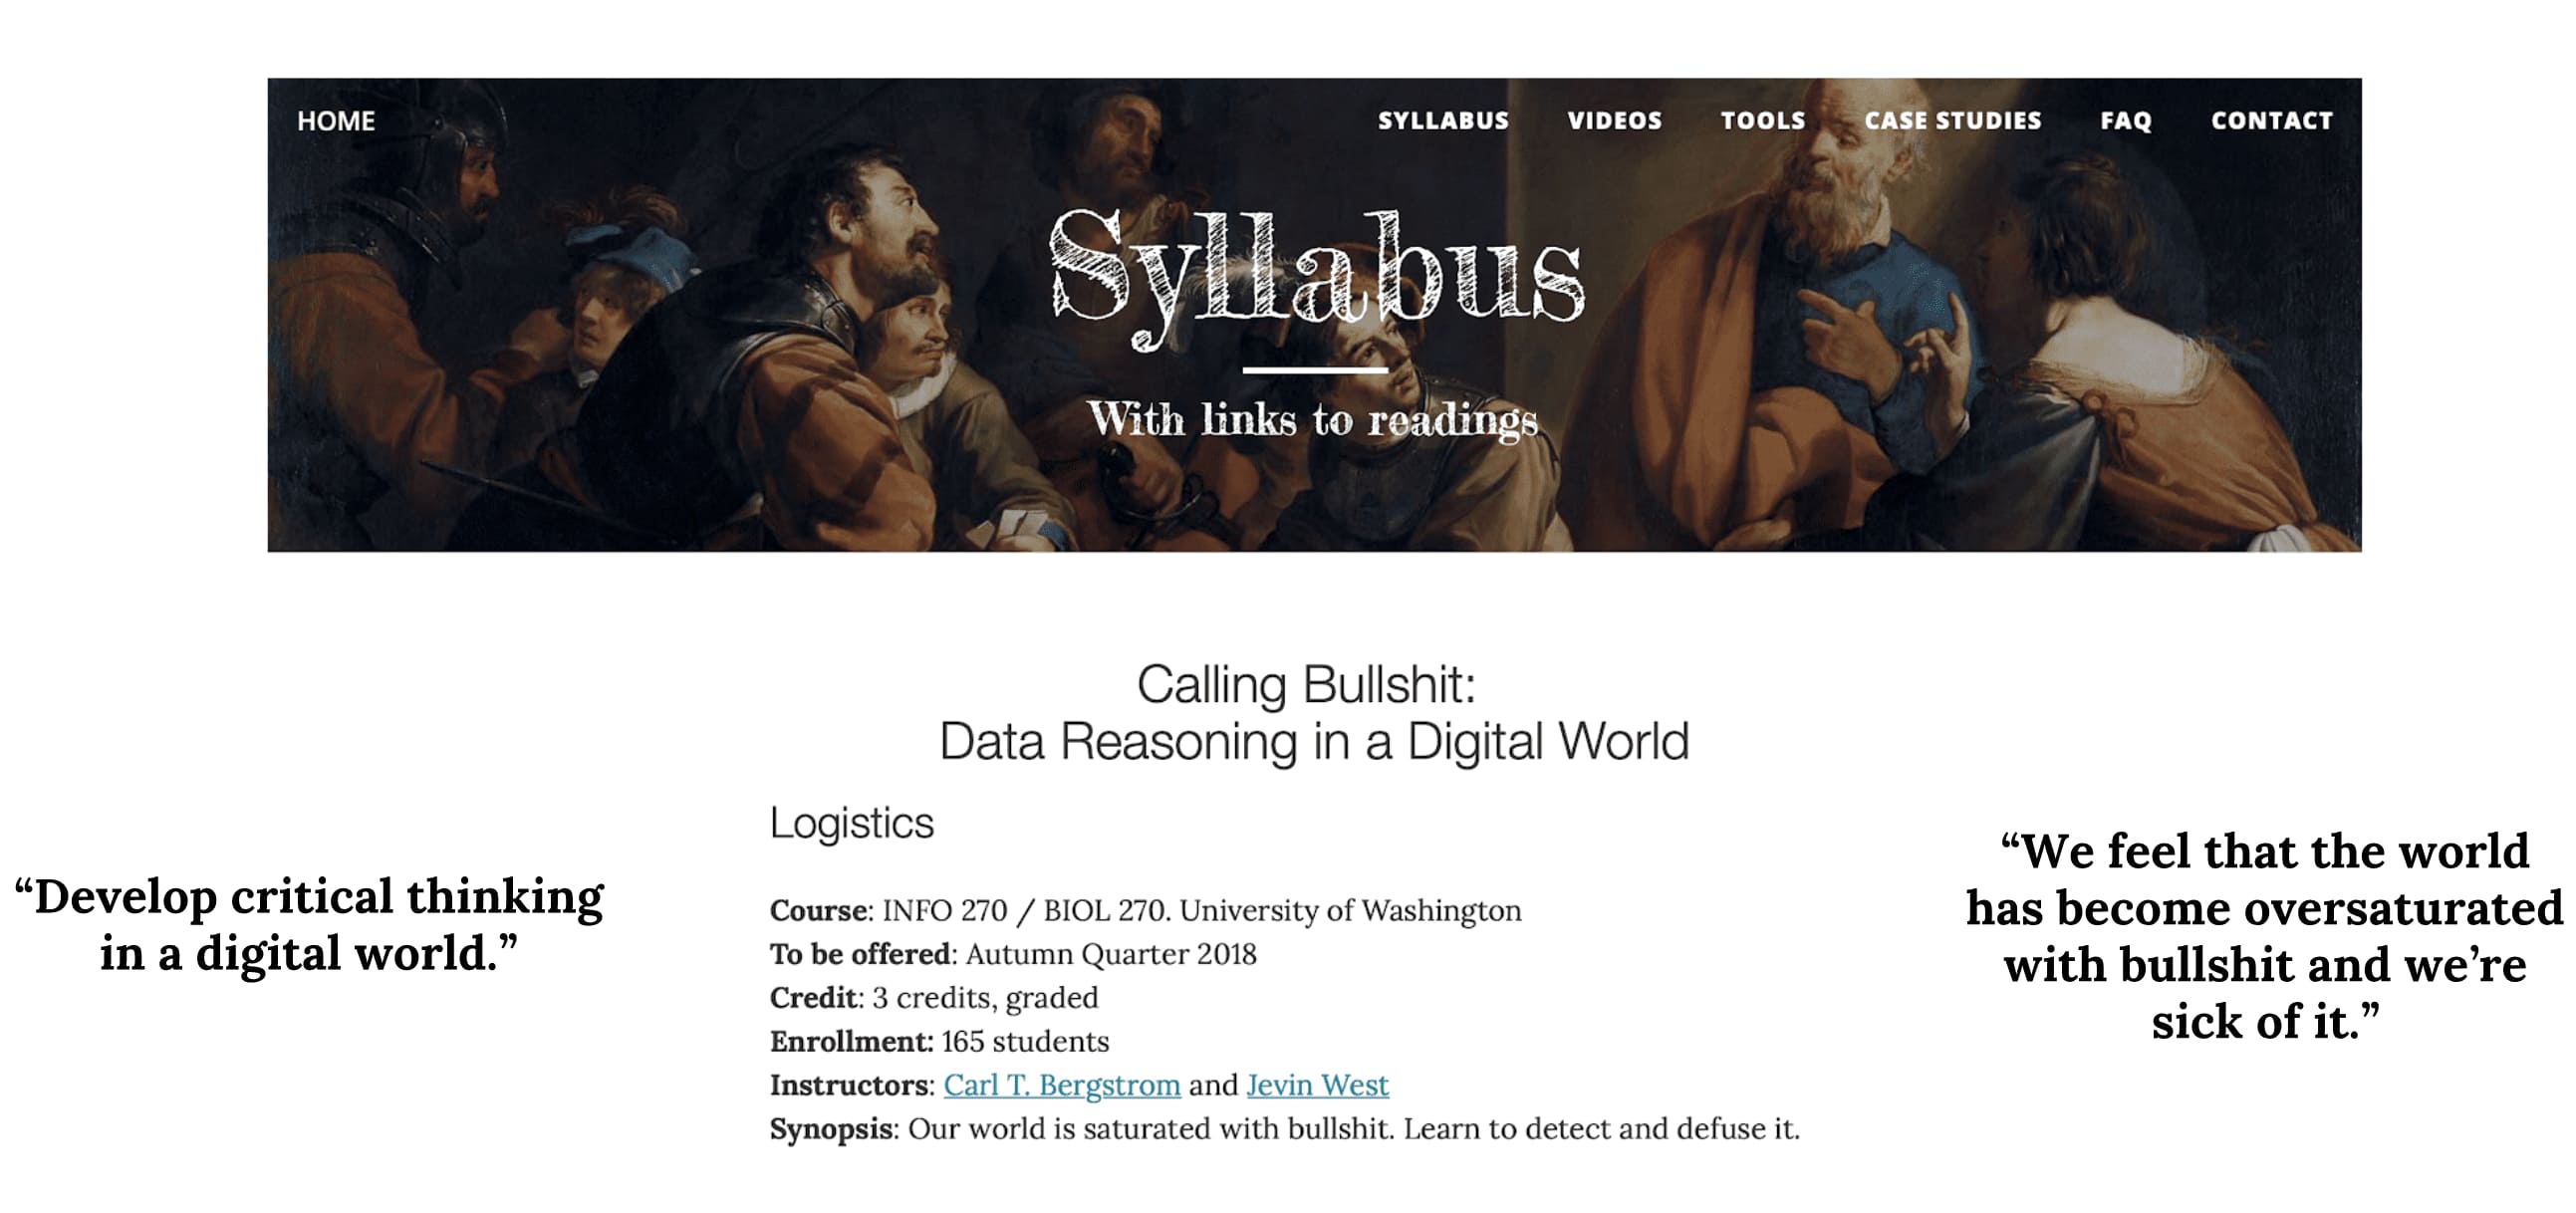 HOME SYLLABUS VIDEOS TOOLS CASE STUDIES FAQ CONTACT
Syllabus
With links to readings
Calling Bullshit:
Data Reasoning in a Digital World
Logistics
Course: INFO 270 / BIOL 270. University of Washington
To be offered: Autumn Quarter 2018
Credit: 3 credits, graded
Enrollment: 165 students
Instructors: Carl T. Bergstrom and Jevin West
Synopsis: Our world is saturated with bullshit. Learn to detect and defuse it.
“Develop critical thinking
in a digital world.”
“We feel that the world
has become oversaturated
with bullshit and we’re
sick of it.”